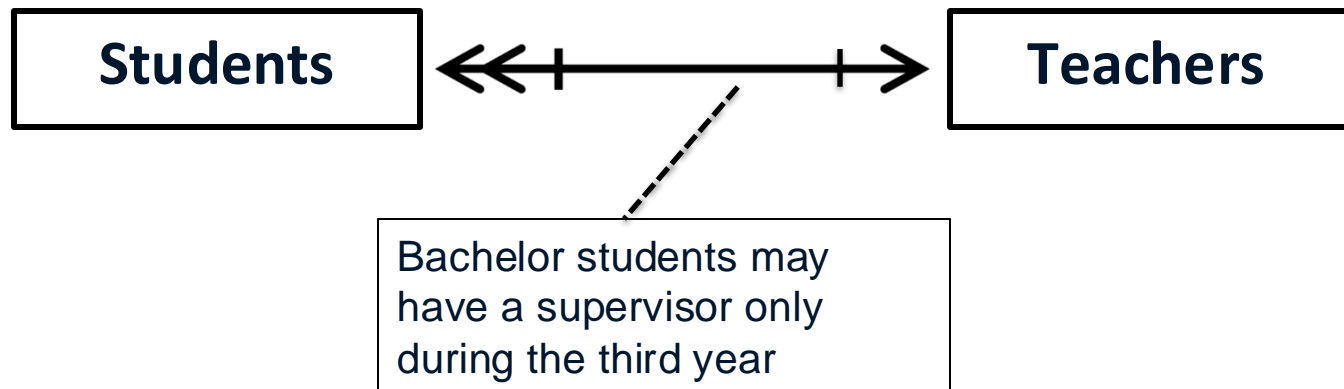 Students
Teachers
Bachelor students may
have a supervisor only
during the third year